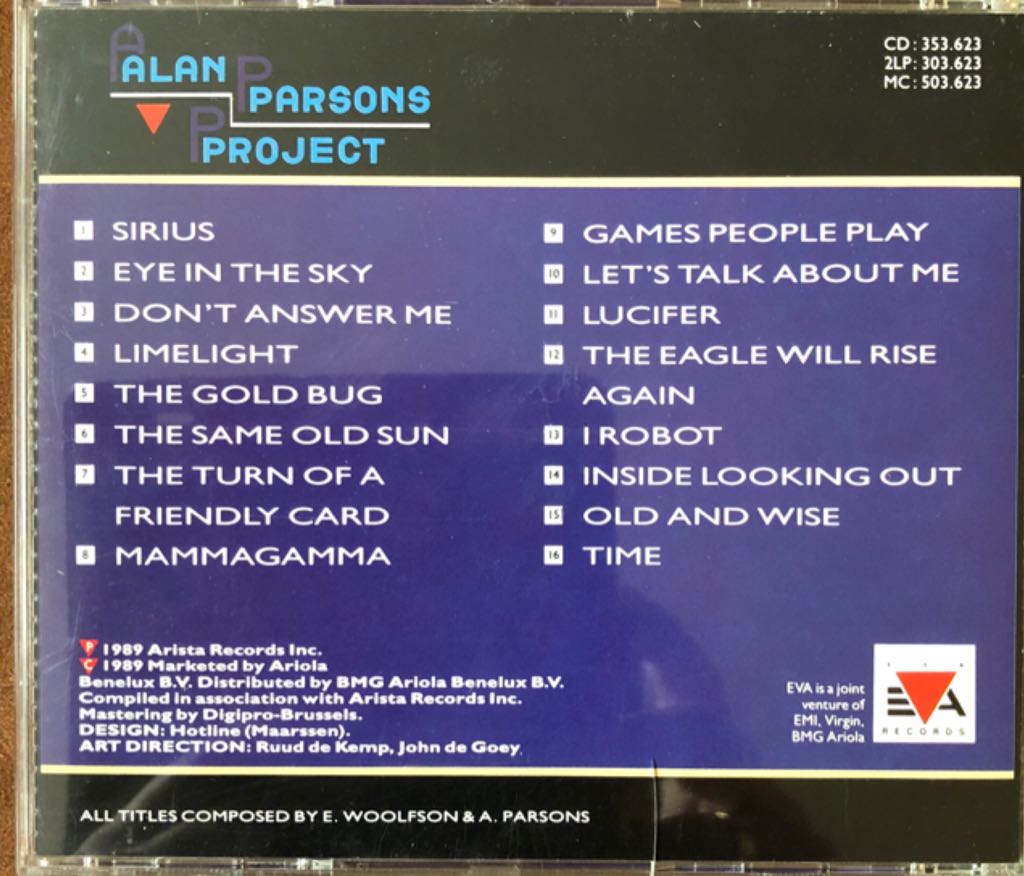 ALAN
PARSONS
PROJECT
CD: 353.623
2LP: 303.623
MC: 503.623
1 SIRIUS
2 EYE IN THE SKY
3 DON'T ANSWER ME
4 LIMELIGHT
5 THE GOLD BUG
6 THE SAME OLD SUN
7 THE TURN OF A
FRIENDLY CARD
8 MAMMAGAMMA
9 GAMES PEOPLE PLAY
10 LET'S TALK ABOUT ME
11 LUCIFER
12 THE EAGLE WILL RISE
AGAIN
13 I ROBOT
14 INSIDE LOOKING OUT
15 OLD AND WISE
16 TIME
P 1989 Arista Records Inc.
C 1989 Marketed by Ariola
Benelux B.V. Distributed by BMG Ariola Benelux B.V.
Compiled in association with Arista Records Inc.
Mastering by Digipro-Brussels.
DESIGN: Hotline (Maarssen).
ART DIRECTION: Ruud de Kemp, John de Goey.
EVA is a joint
venture of
EMI, Virgin,
BMG Ariola
EVA
RECORDS
ALL TITLES COMPOSED BY E. WOOLFSON & A. PARSONS